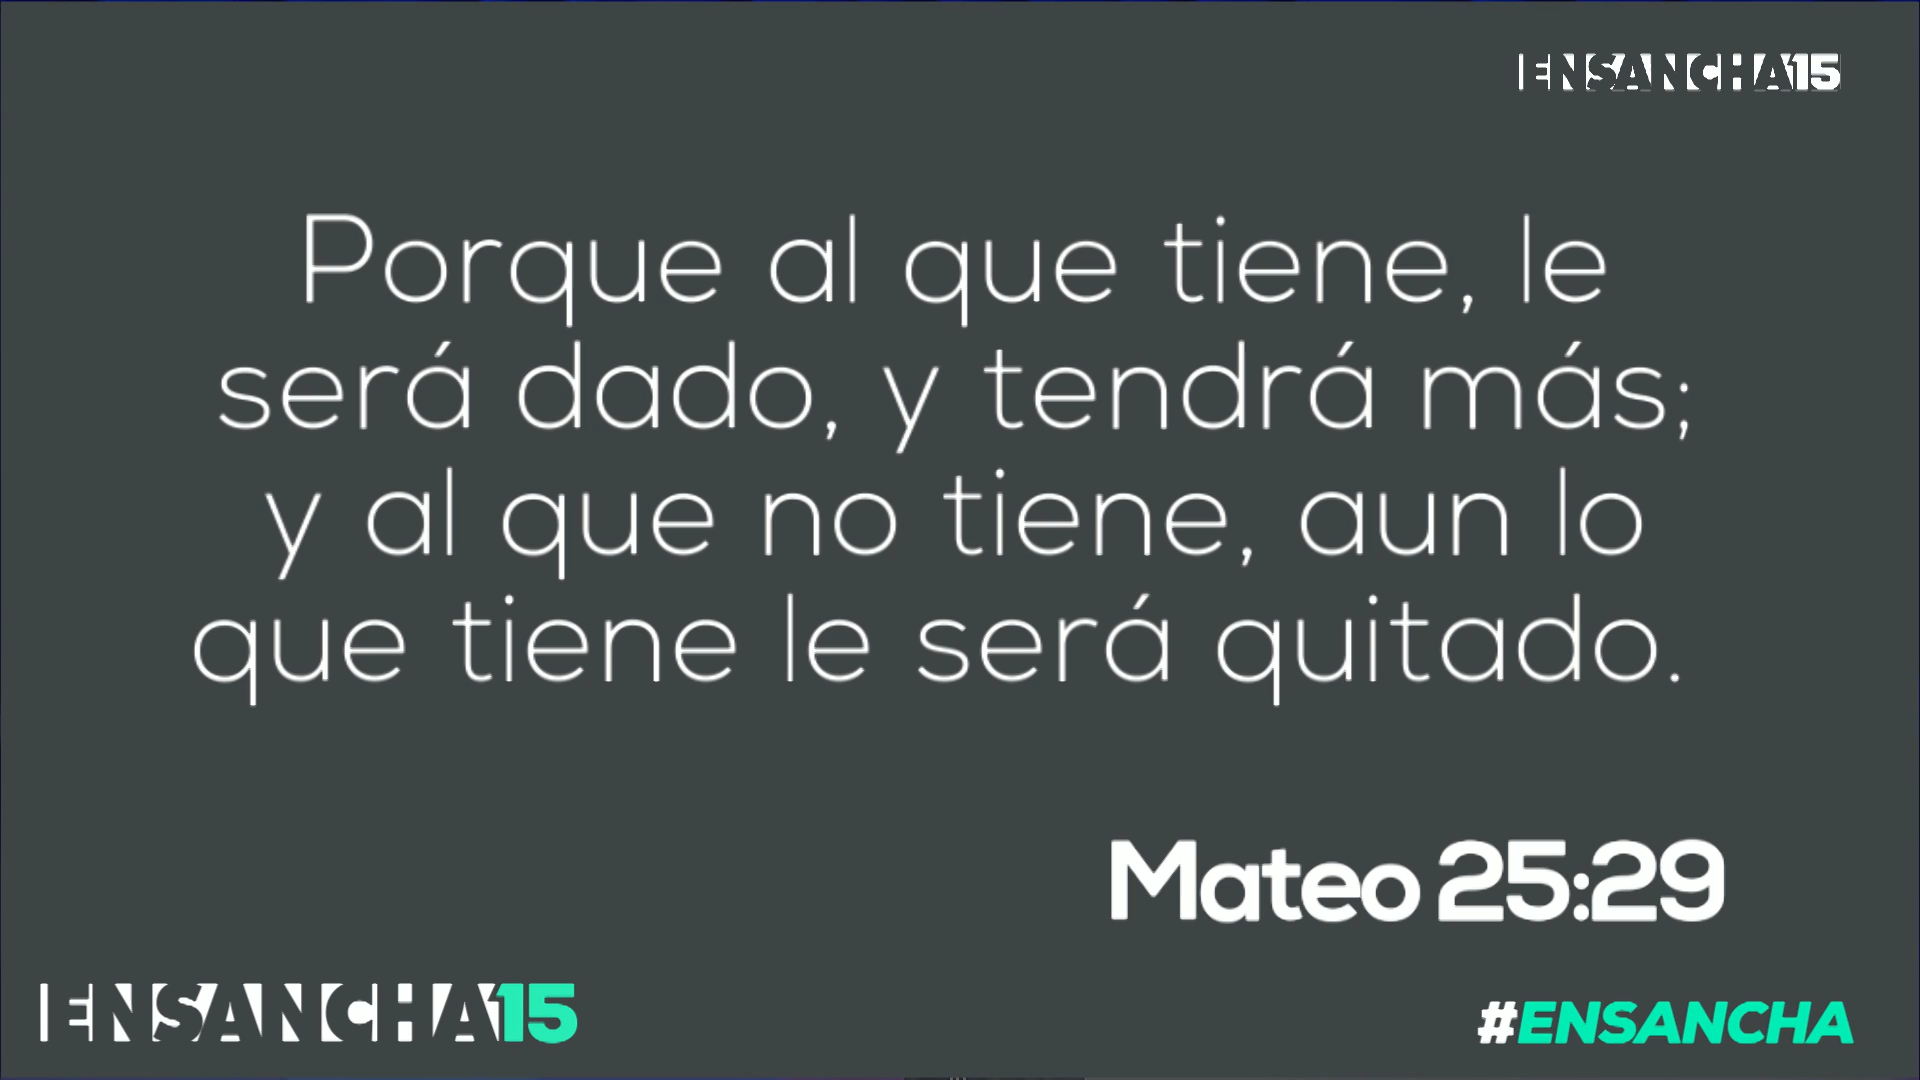 ENSANCHA15
Porque al que tiene, le
será dado, y tendrá más;
y al que no tiene, aun lo
que tiene le será quitado.
Mateo 25:29
ENSANCHA15
#ENSANCHA